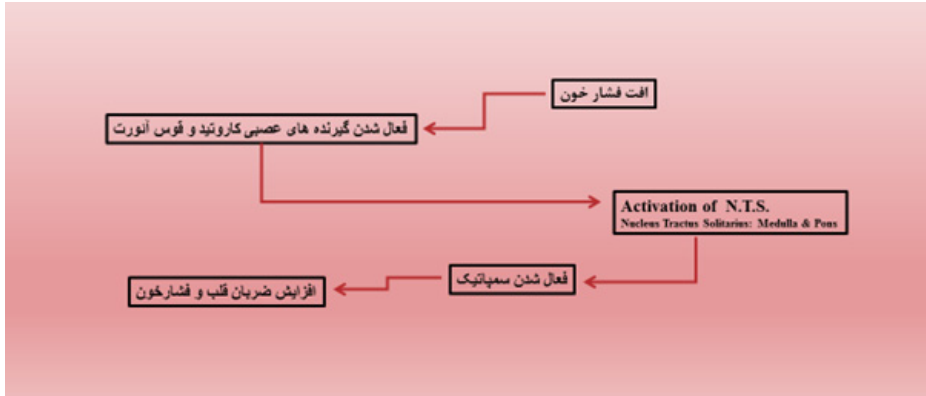 افت فشار خون
فعال شدن گیرنده های عصبی کاروتید و قوس آئورت
Activation of N.T.S.
Nucleus Tractus Solitarius: Medulla & Pons
فعال شدن سمپاتیک
افزایش ضربان قلب و فشارخون